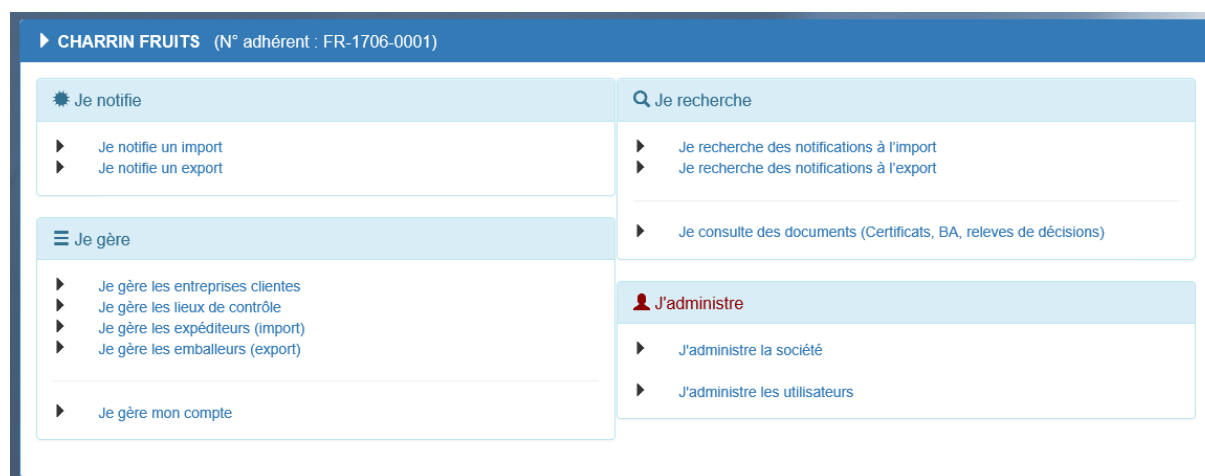 CHARRIN FRUITS (N° adhérent : FR-1706-0001)
Je notifie
Je notifie un import
Je notifie un export
Je gère
Je gère les entreprises clientes
Je gère les lieux de contrôle
Je gère les expéditeurs (import)
Je gère les emballeurs (export)
Je gère mon compte
Je recherche
Je recherche des notifications à l'import
Je recherche des notifications à l'export
Je consulte des documents (Certificats, BA, releves de décisions)
J'administre
J'administre la société
J'administre les utilisateurs